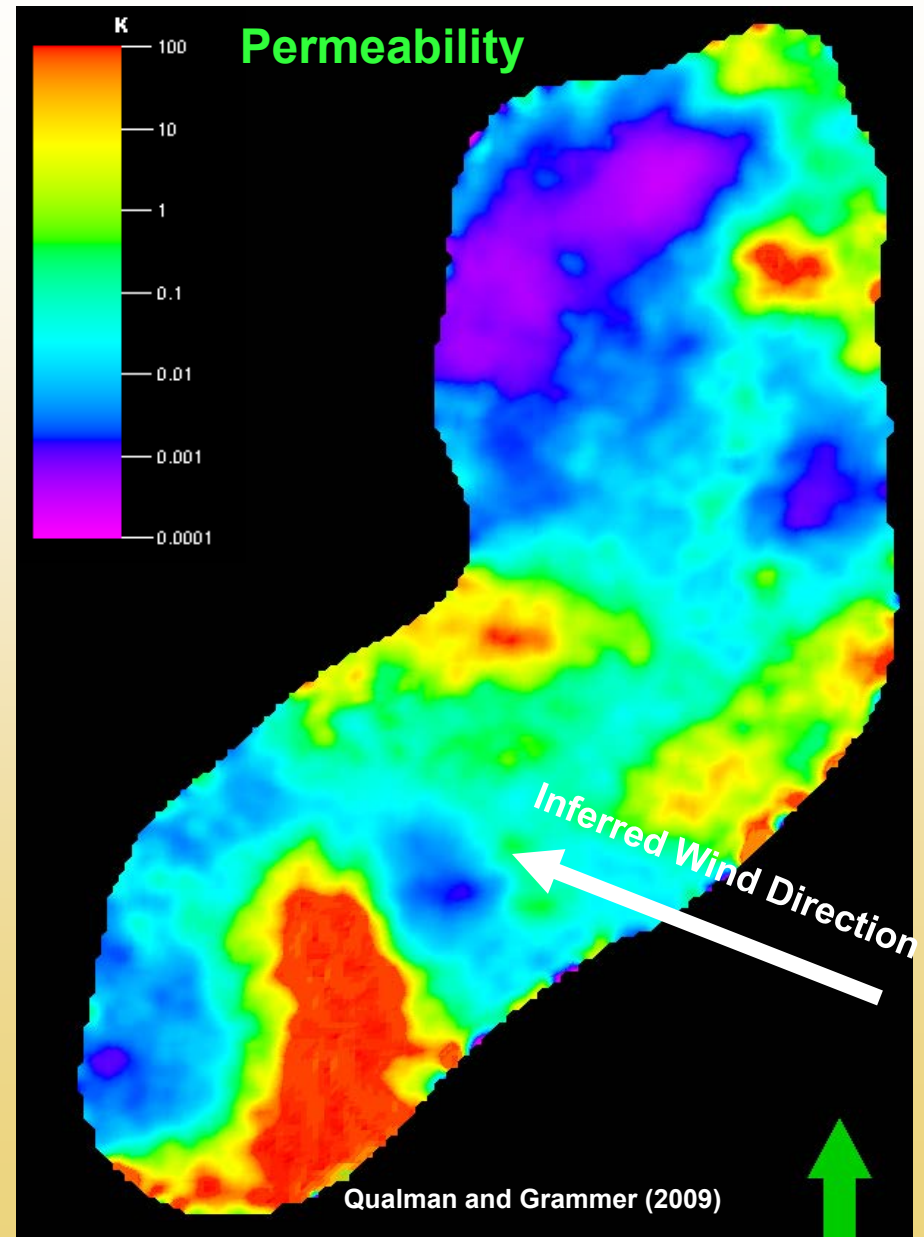 K
Permeability
100
10
1
0.1
0.01
0.001
0.0001
Inferred Wind Direction
Qualman and Grammer (2009)